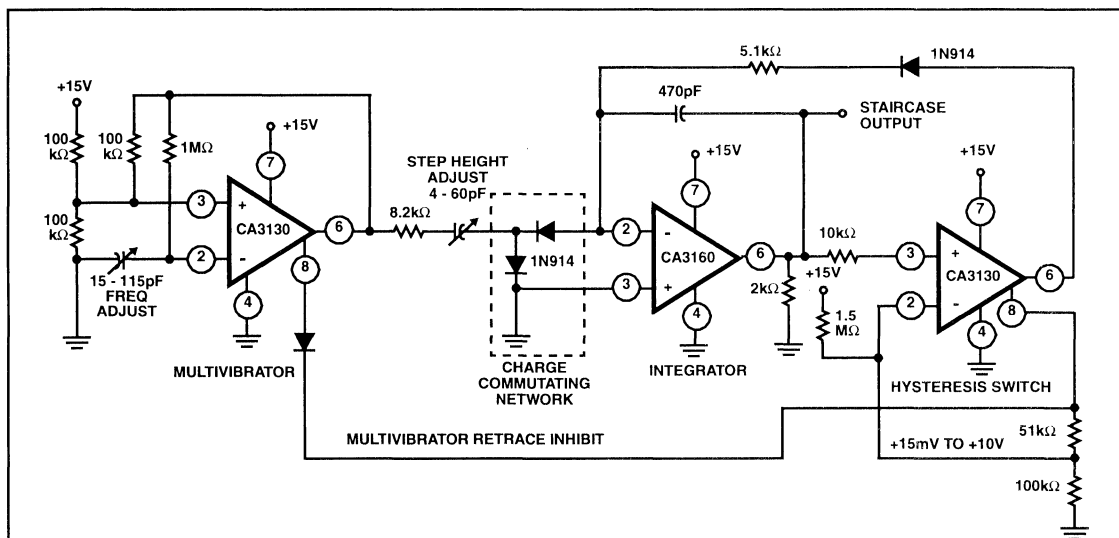 +15V
100
kΩ
100
kΩ
1MΩ
+15V
7
3
+
CA3130
6
2
-
8
4
100
kΩ
15 - 115pF
FREQ
ADJUST
MULTIVIBRATOR
STEP HEIGHT
ADJUST
4 - 60pF
8.2kΩ
1N914
CHARGE
COMMUTATING
NETWORK
5.1kΩ
1N914
470pF
STAIRCASE
OUTPUT
+15V
7
2
-
CA3160
6
3
+
4
2kΩ
INTEGRATOR
10kΩ
+15V
1.5
MΩ
+15V
7
3
+
CA3130
6
2
-
8
4
HYSTERESIS SWITCH
MULTIVIBRATOR RETRACE INHIBIT
+15mV TO +10V
51kΩ
100kΩ